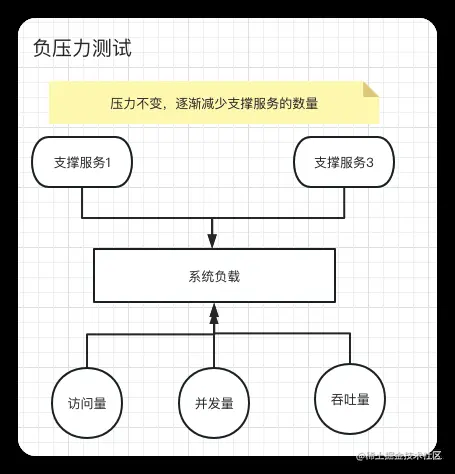 负压力测试
压力不变，逐渐减少支撑服务的数量
支撑服务1
支撑服务3
系统负载
访问量
并发量
吞吐量
@稀土掘金技术社区